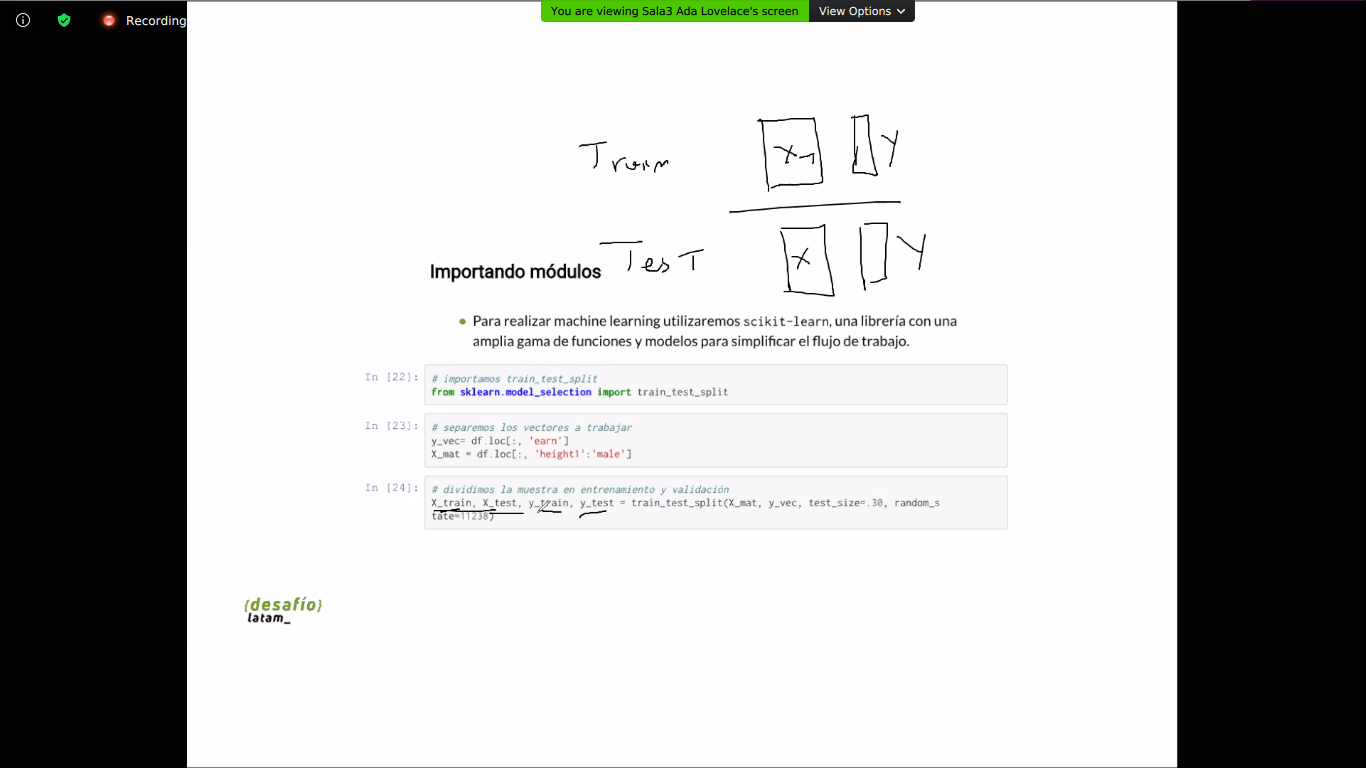 Recording
You are viewing Sala3 Ada Lovelace's screen
View Options
Train
X
Y
Test
X
Y
Importando módulos
Para realizar machine learning utilizaremos scikit-learn, una librería con una
amplia gama de funciones y modelos para simplificar el flujo de trabajo.
In [22]:
# importamos train_test_split
from sklearn.model_selection import train_test_split
In [23]:
# separemos los vectores a trabajar
y_vec= df.loc[:, 'earn']
X_mat = df.loc[:, 'height1':'male']
In [24]:
# dividimos la muestra en entrenamiento y validación
X_train, X_test, y_train, y_test = train_test_split(X_mat, y_vec, test_size=.30, random_s
tate=11238)
{desafío}
latam_